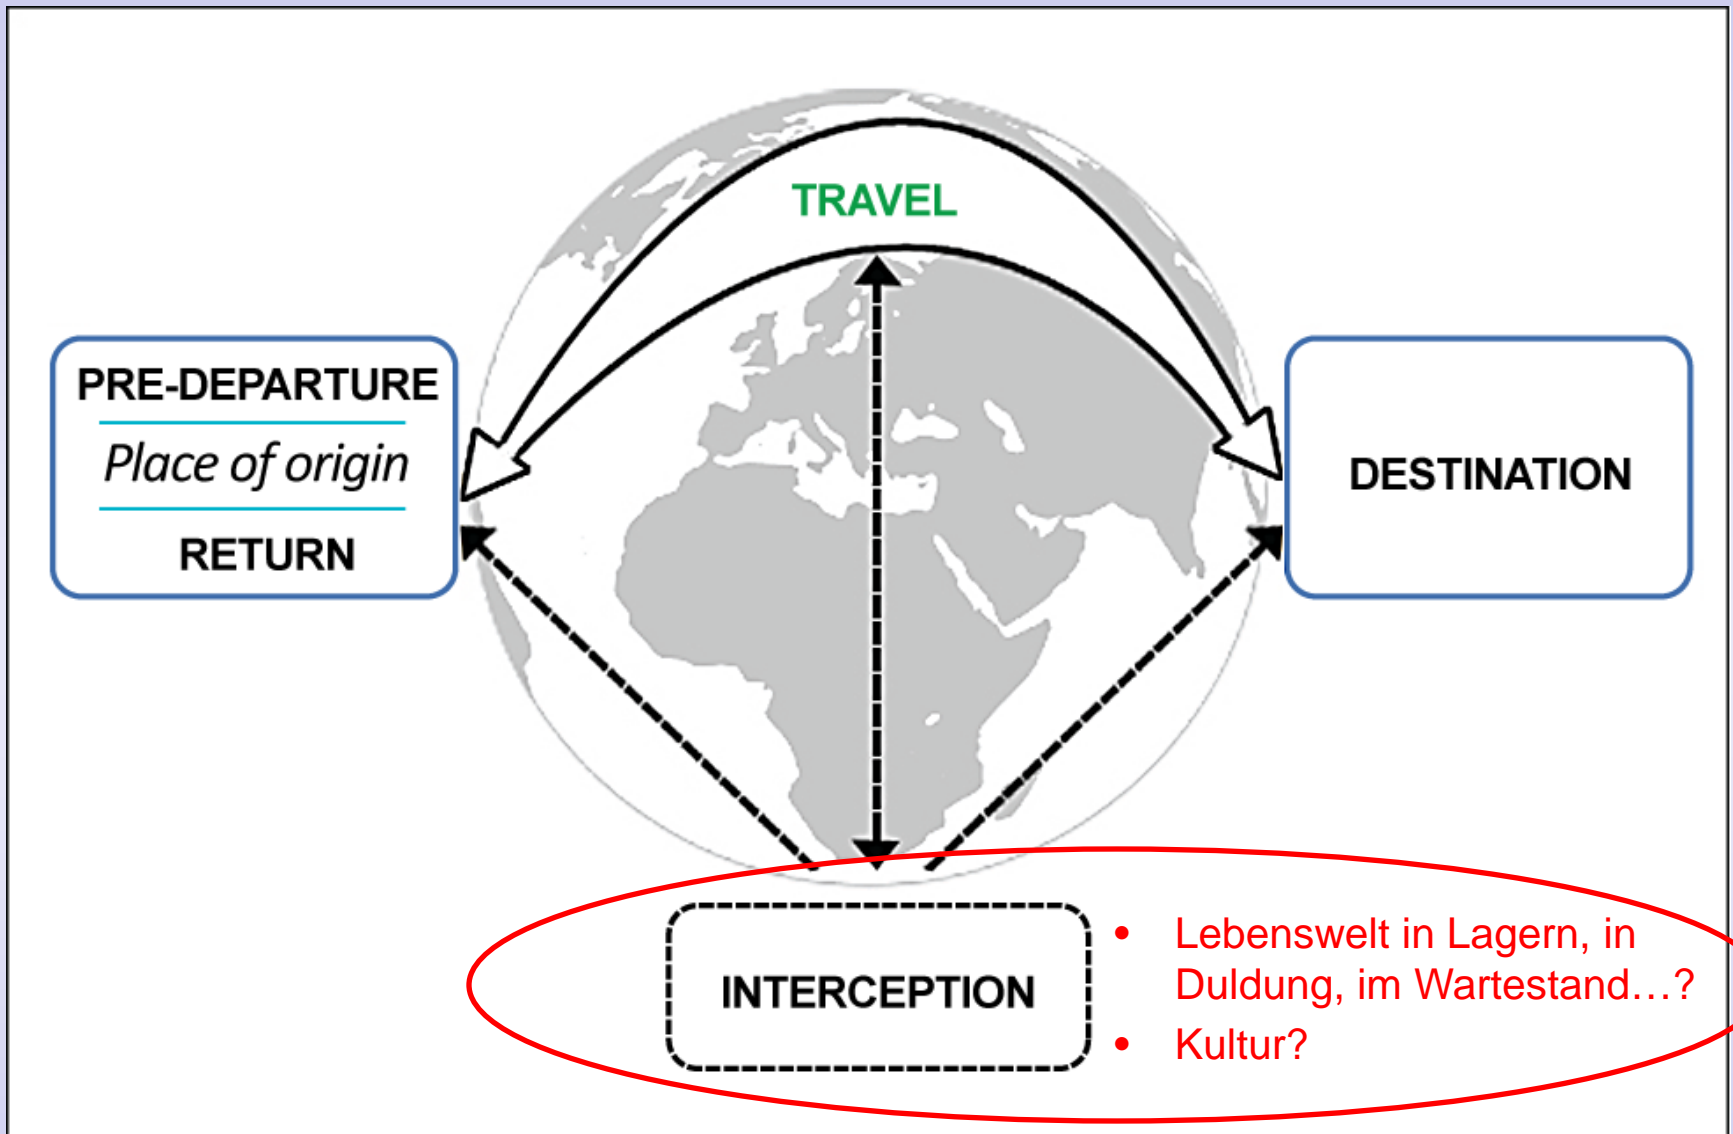 TRAVEL
PRE-DEPARTURE
Place of origin
RETURN
DESTINATION
INTERCEPTION
• Lebenswelt in Lagern, in
Duldung, im Wartestand…?
• Kultur?